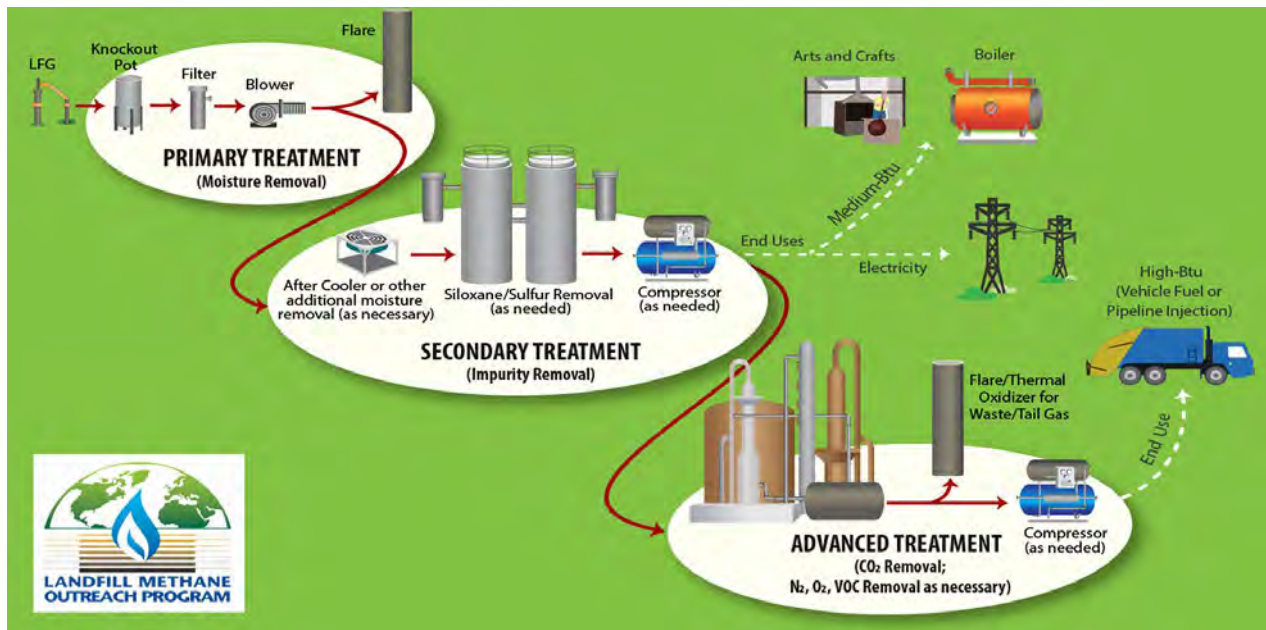 LFG
Knockout
Pot
Filter
Blower
Flare
PRIMARY TREATMENT
(Moisture Removal)
After Cooler or other
additional moisture
removal (as necessary)
Siloxane/Sulfur Removal
(as needed)
Compressor
(as needed)
SECONDARY TREATMENT
(Impurity Removal)
End Uses
Medium-Btu
Arts and Crafts
Boiler
Electricity
High-Btu
(Vehicle Fuel or
Pipeline Injection)
Flare/Thermal
Oxidizer for
Waste/Tail Gas
End Use
Compressor
(as needed)
ADVANCED TREATMENT
(CO₂ Removal;
N₂, O₂, VOC Removal as necessary)
LANDFILL METHANE
OUTREACH PROGRAM